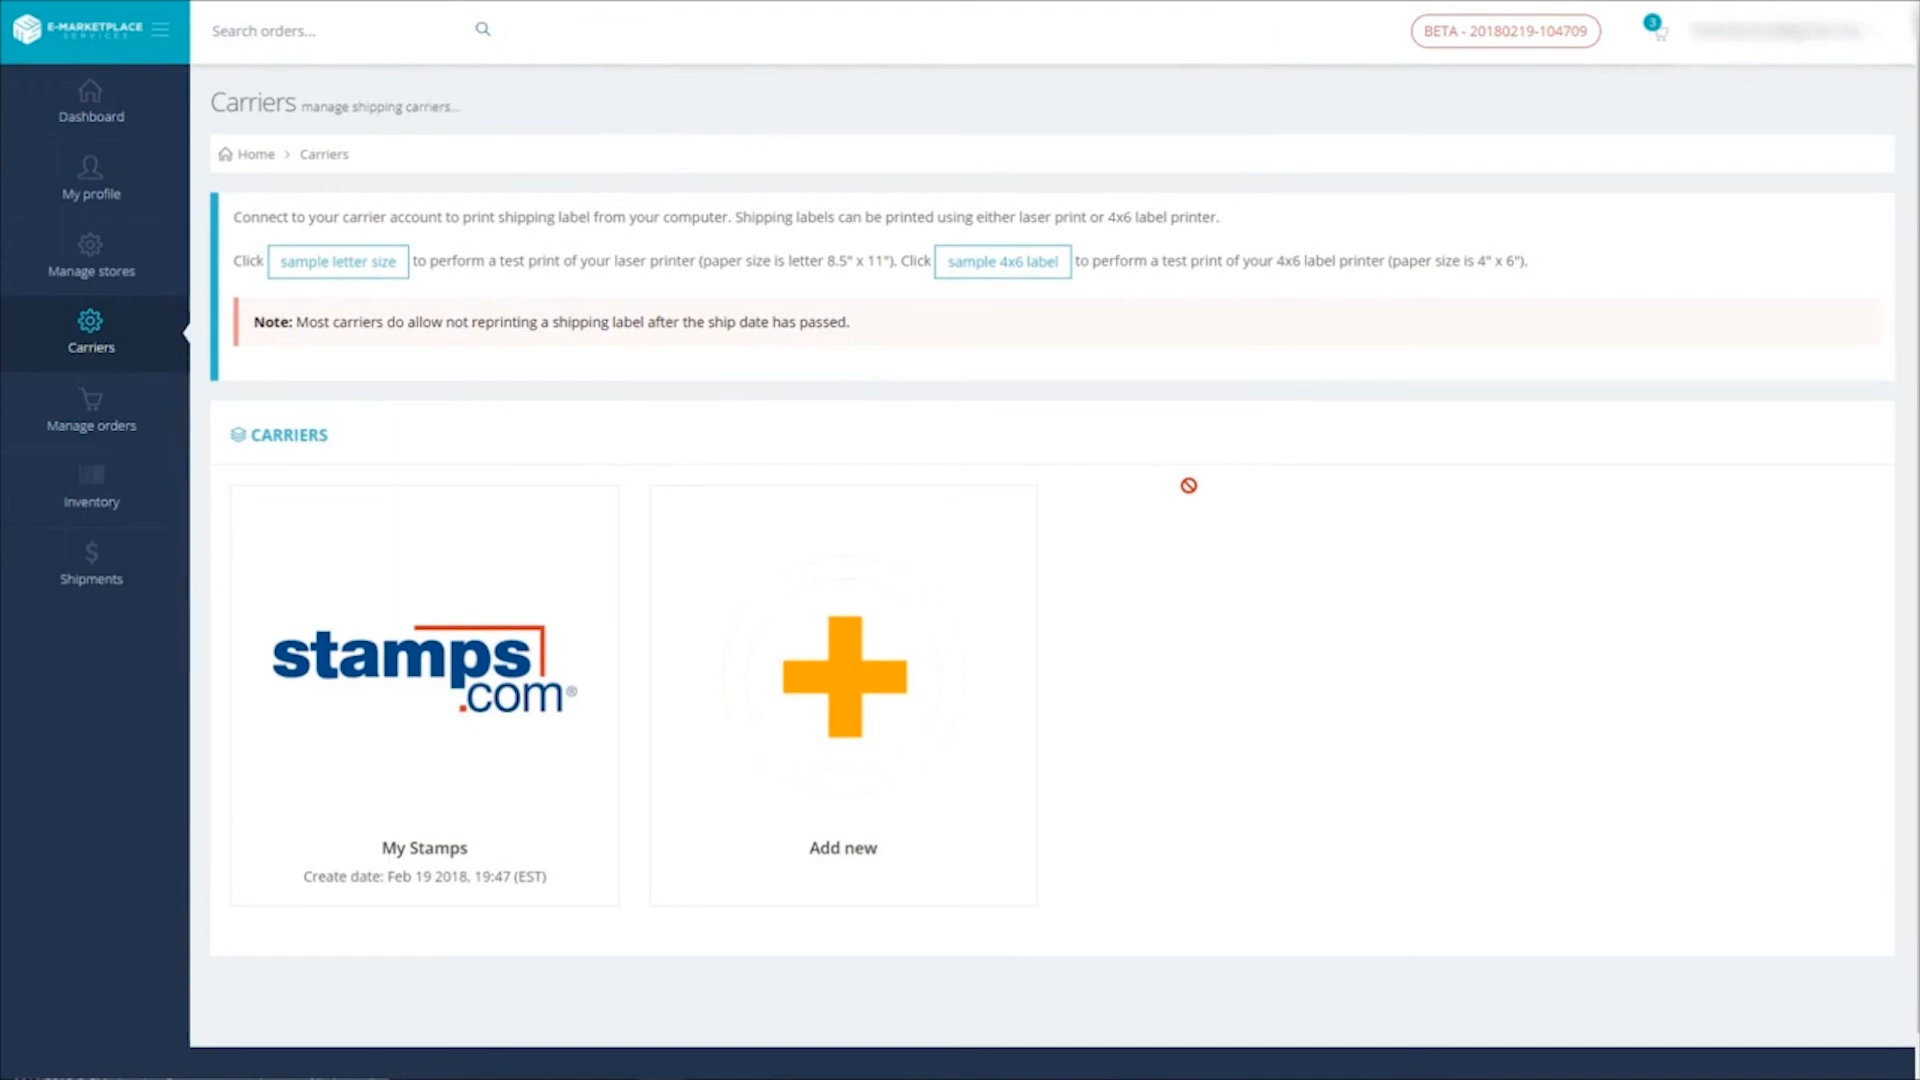 E-MARKETPLACE
SERVICES
Search orders...
BETA - 20180219-104709
3
Dashboard
My profile
Manage stores
Carriers
Manage orders
Inventory
Shipments
Carriers manage shipping carriers...
Home > Carriers
Connect to your carrier account to print shipping label from your computer. Shipping labels can be printed using either laser print or 4x6 label printer.
Click sample letter size to perform a test print of your laser printer (paper size is letter 8.5" x 11"). Click sample 4x6 label to perform a test print of your 4x6 label printer (paper size is 4" x 6").
Note: Most carriers do allow not reprinting a shipping label after the ship date has passed.
CARRIERS
stamps
.com®
My Stamps
Create date: Feb 19 2018, 19:47 (EST)
Add new